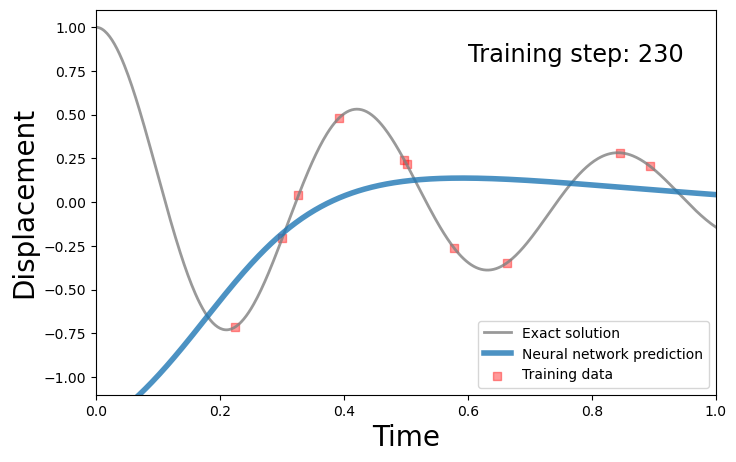 Training step: 230
Displacement
1.00
0.75
0.50
0.25
0.00
−0.25
−0.50
−0.75
−1.00
Exact solution
Neural network prediction
Training data
0.0 0.2 0.4 0.6 0.8 1.0
Time